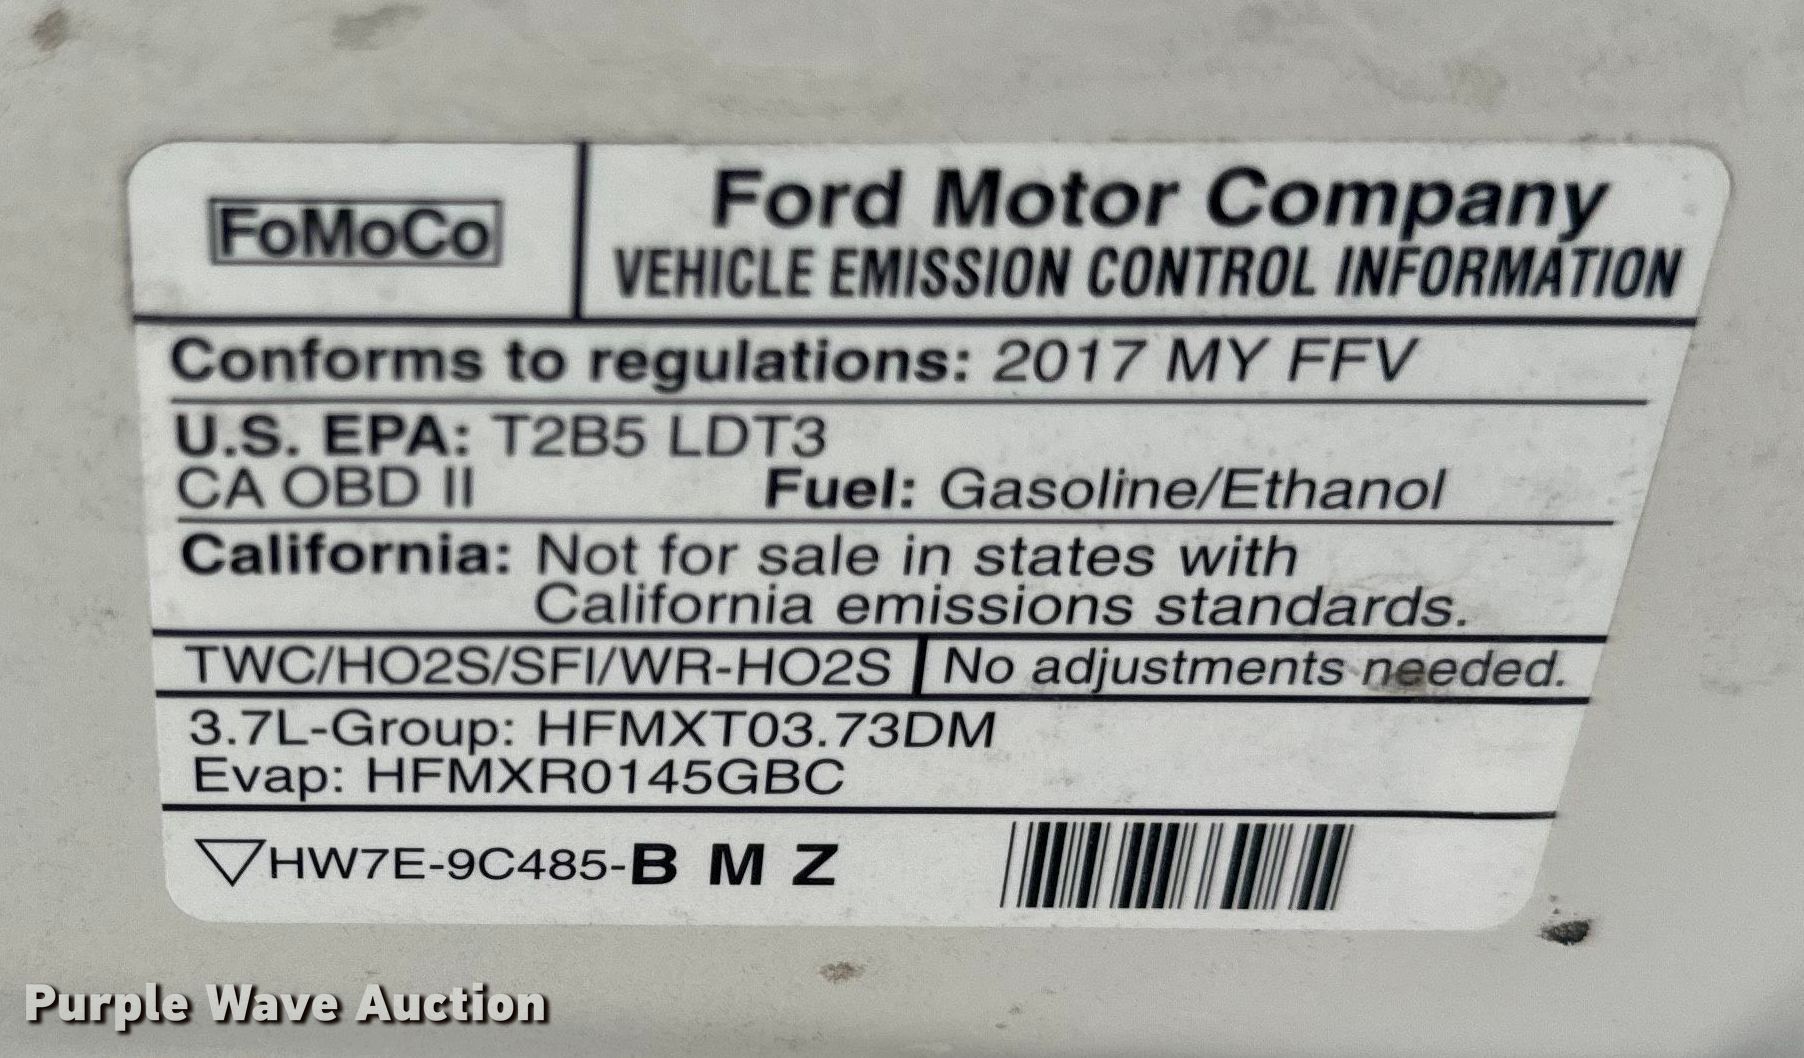 FoMoCo
Ford Motor Company
VEHICLE EMISSION CONTROL INFORMATION
Conforms to regulations: 2017 MY FFV
U.S. EPA: T2B5 LDT3
CA OBD II Fuel: Gasoline/Ethanol
California: Not for sale in states with
California emissions standards.
TWC/HO2S/SFI/WR-HO2S No adjustments needed.
3.7L-Group: HFMXT03.73DM
Evap: HFMXR0145GBC
HW7E-9C485-B M Z
Purple Wave Auction